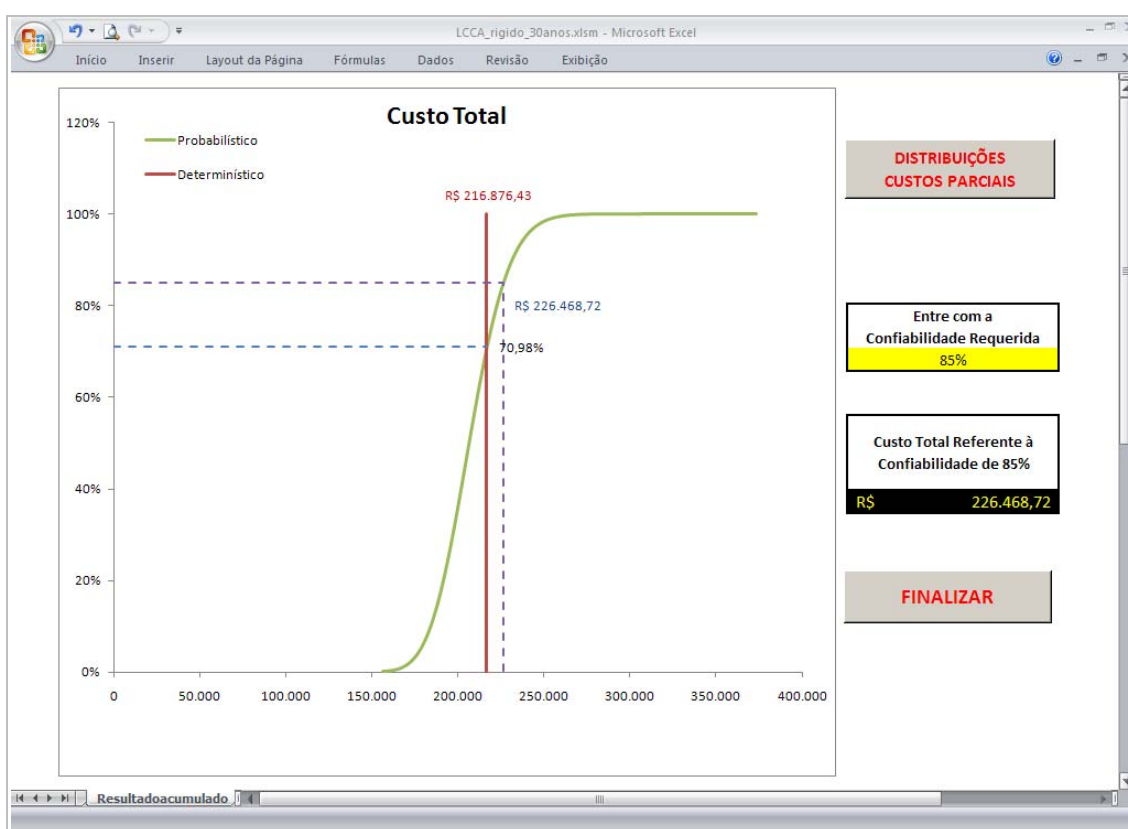 LCCA_rigido_30anos.xlsm - Microsoft Excel
Início Inserir Layout da Página Fórmulas Dados Revisão Exibição
Custo Total
120%
100%
80%
60%
40%
20%
0%
Probabilístico
Determinístico
R$ 216.876,43
R$ 226.468,72
70,98%
0 50.000 100.000 150.000 200.000 250.000 300.000 350.000 400.000
DISTRIBUIÇÕES
CUSTOS PARCIAIS
Entre com a
Confiabilidade Requerida
85%
Custo Total Referente à
Confiabilidade de 85%
R$ 226.468,72
FINALIZAR
Resultadoacumulado